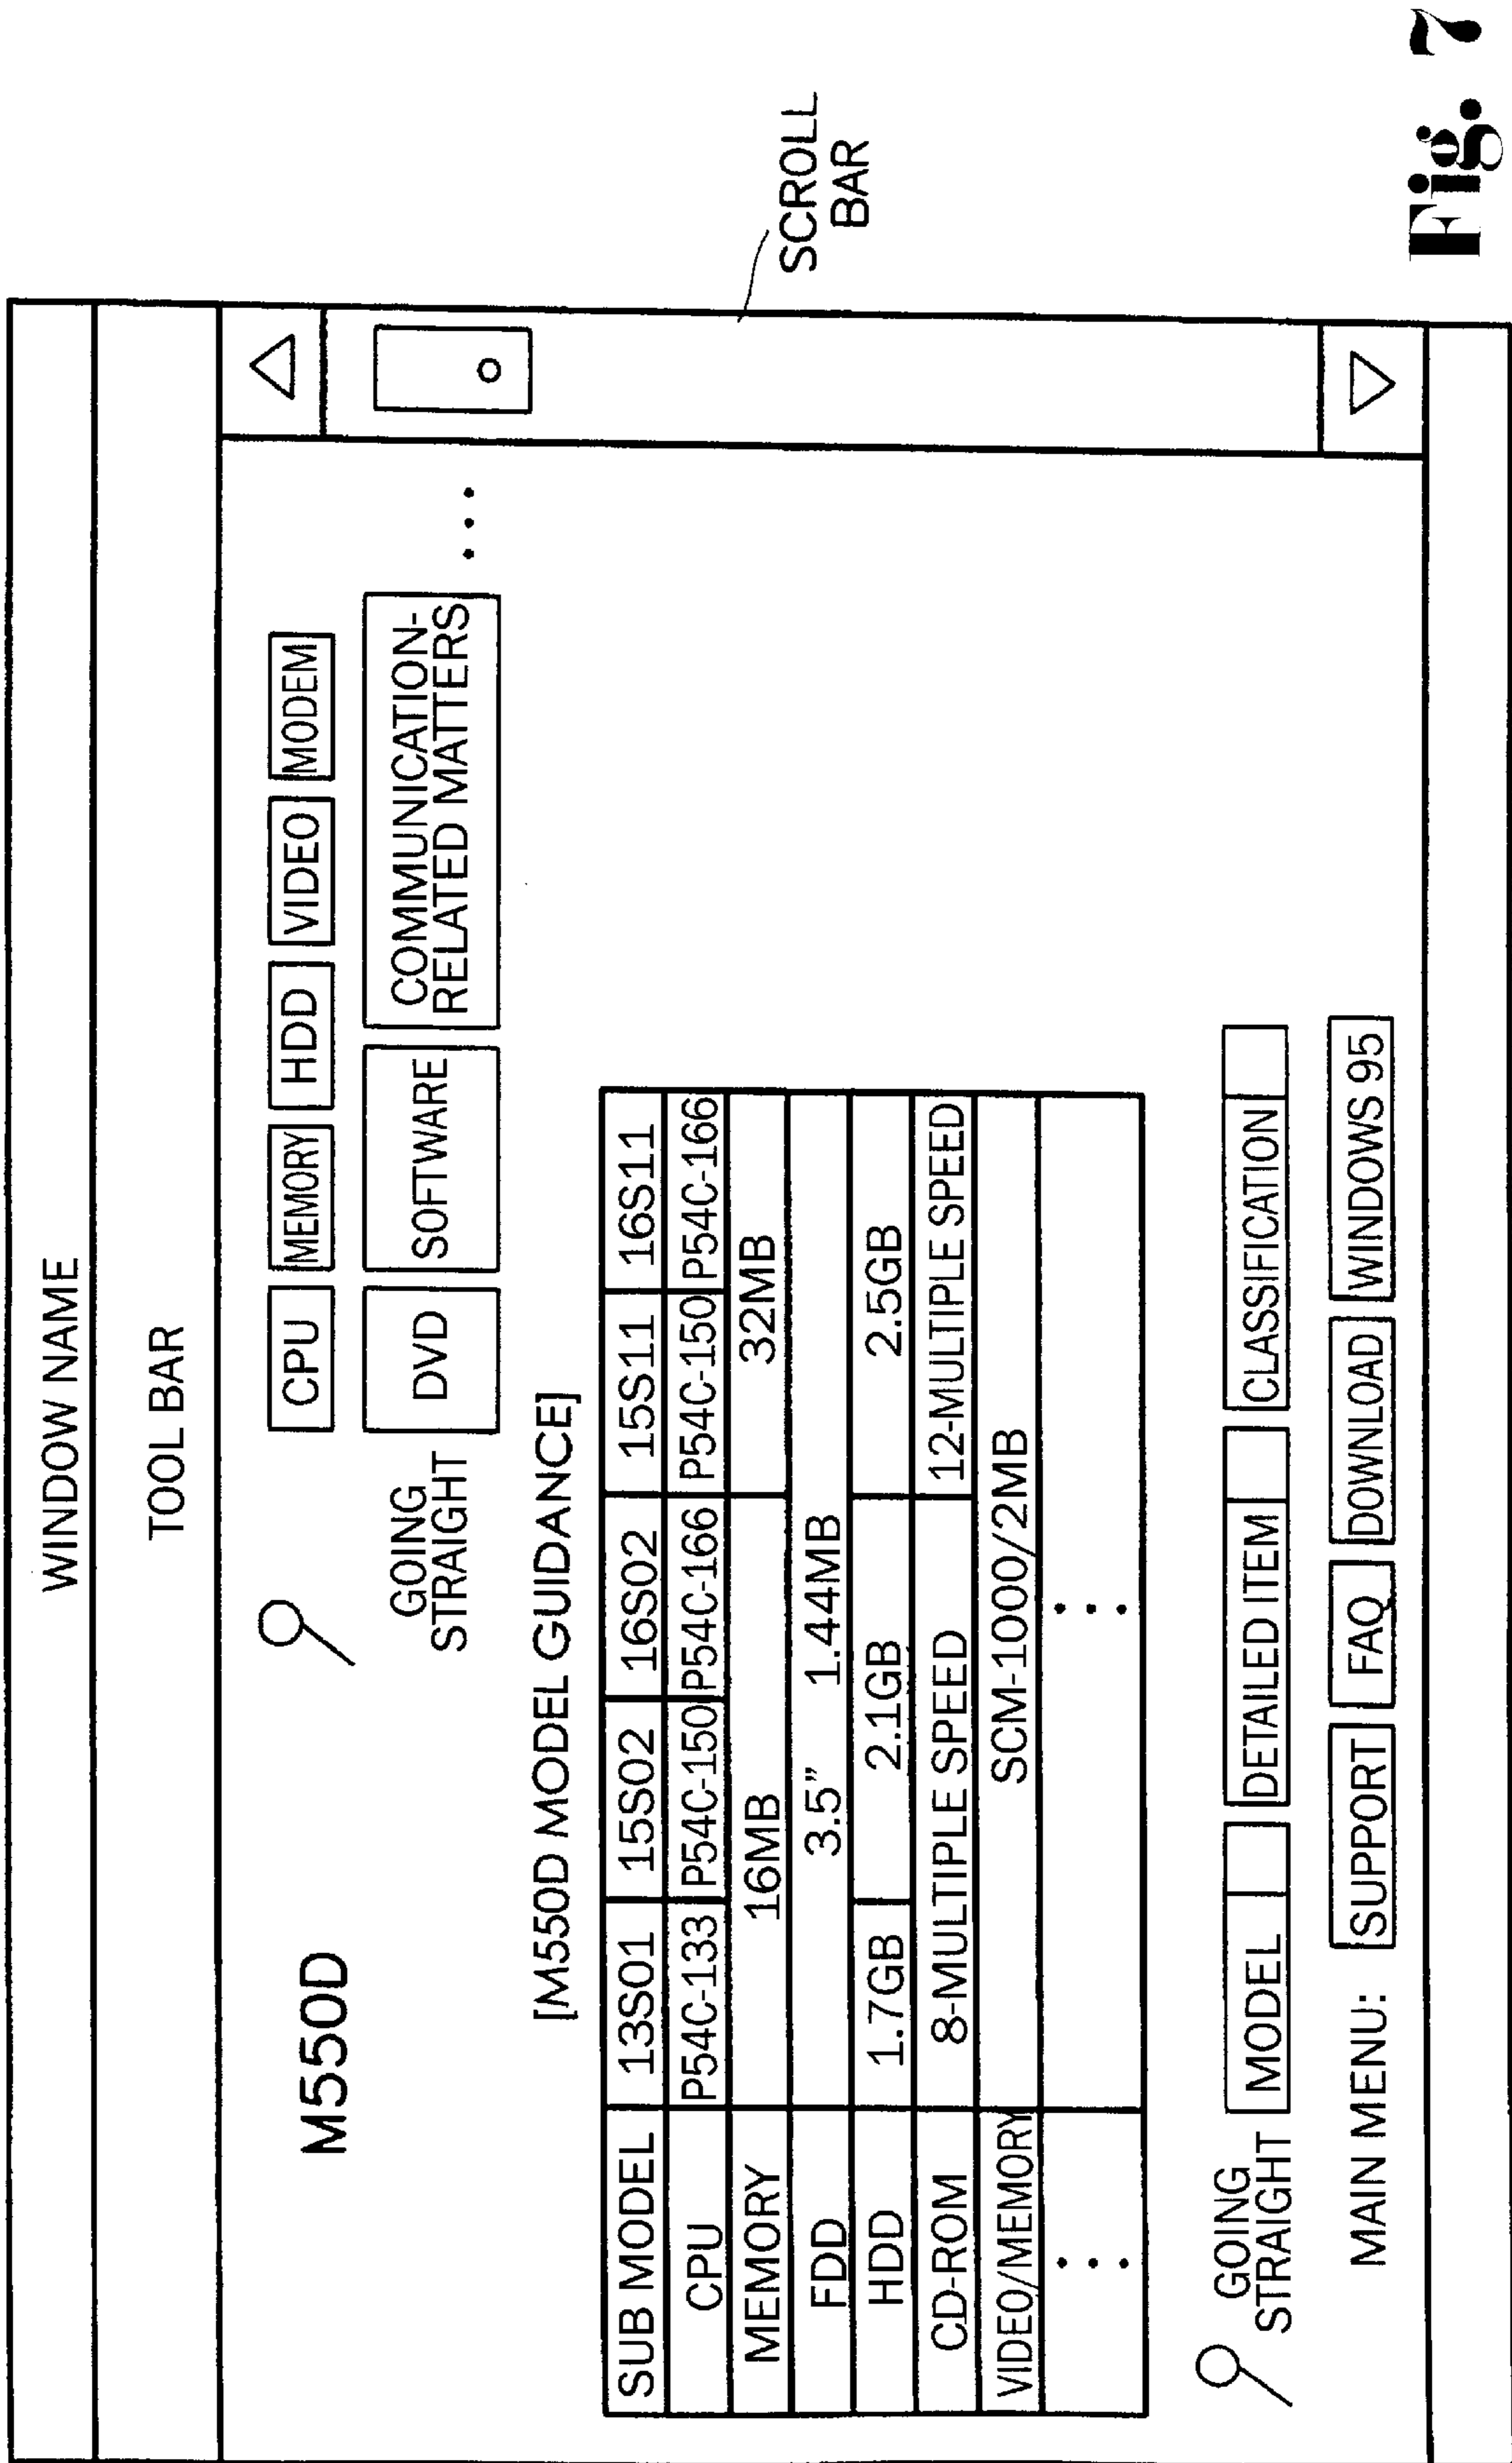 WINDOW NAME
TOOL BAR
M550D
CPU MEMORY HDD VIDEO MODEM
GOING
STRAIGHT
DVD SOFTWARE COMMUNICATION-
RELATED MATTERS ...
[M550D MODEL GUIDANCE]
SUB MODEL 13S01 15S02 16S02 15S11 16S11
CPU P54C-133 P54C-150 P54C-166 P54C-150 P54C-166
MEMORY 16MB 32MB
FDD 3.5” 1.44MB
HDD 1.7GB 2.1GB 2.5GB
CD-ROM 8-MULTIPLE SPEED 12-MULTIPLE SPEED
VIDEO/MEMORY SCM-1000/2MB
GOING
STRAIGHT
MODEL DETAILED ITEM CLASSIFICATION
MAIN MENU: SUPPORT FAQ DOWNLOAD WINDOWS 95
SCROLL
BAR
Fig. 7